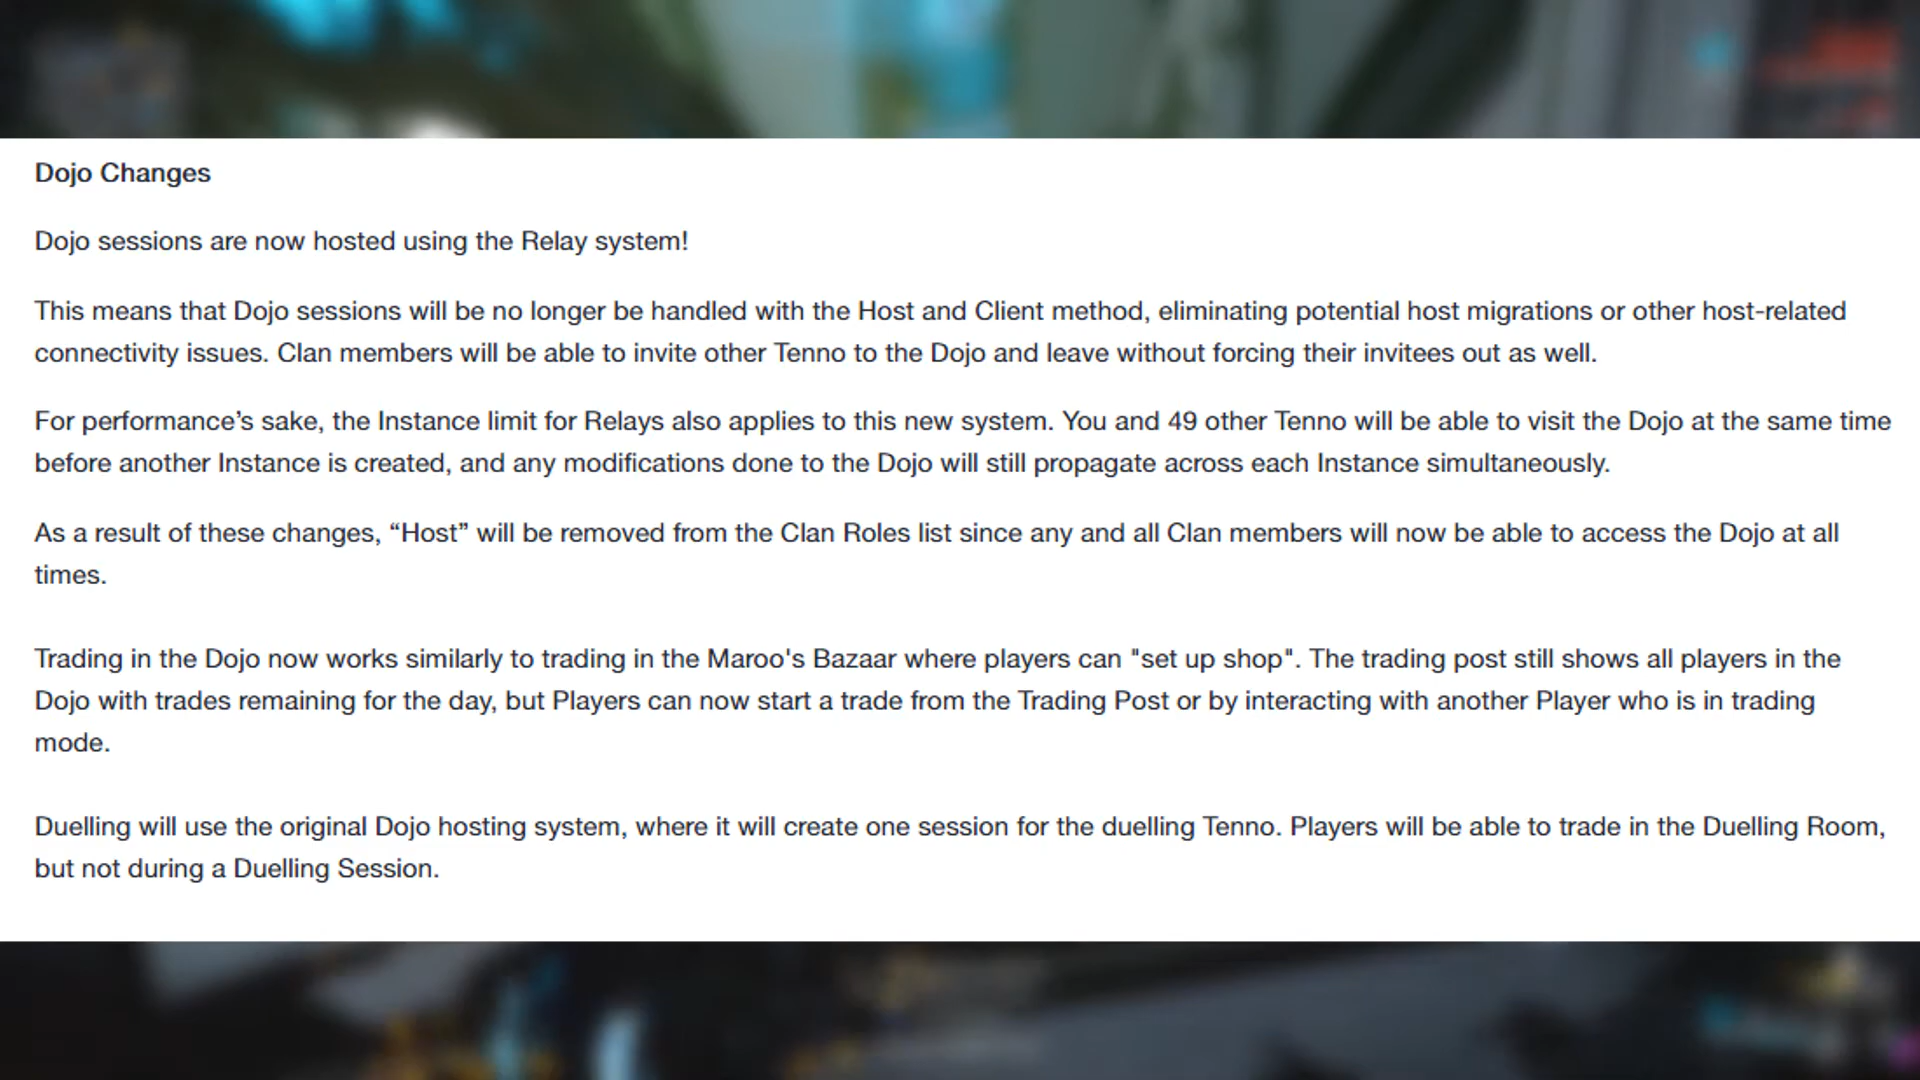 Dojo Changes
Dojo sessions are now hosted using the Relay system!
This means that Dojo sessions will be no longer be handled with the Host and Client method, eliminating potential host migrations or other host-related
connectivity issues. Clan members will be able to invite other Tenno to the Dojo and leave without forcing their invitees out as well.
For performance’s sake, the Instance limit for Relays also applies to this new system. You and 49 other Tenno will be able to visit the Dojo at the same time
before another Instance is created, and any modifications done to the Dojo will still propagate across each Instance simultaneously.
As a result of these changes, “Host” will be removed from the Clan Roles list since any and all Clan members will now be able to access the Dojo at all
times.
Trading in the Dojo now works similarly to trading in the Maroo's Bazaar where players can "set up shop". The trading post still shows all players in the
Dojo with trades remaining for the day, but Players can now start a trade from the Trading Post or by interacting with another Player who is in trading
mode.
Duelling will use the original Dojo hosting system, where it will create one session for the duelling Tenno. Players will be able to trade in the Duelling Room,
but not during a Duelling Session.